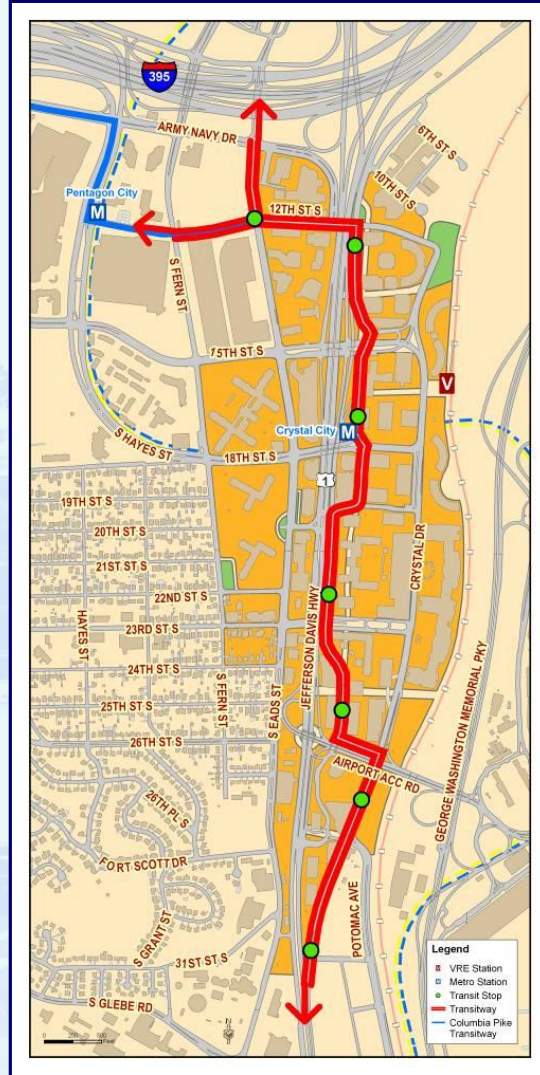 395
ARMY NAVY DR
6TH ST S
10TH ST S
Pentagon City
M
12TH ST S
S FERN ST
15TH ST S
V
Crystal City
M
S HAYES ST
18TH ST S
1
19TH ST S
20TH ST S
21ST ST S
22ND ST S
23RD ST S
24TH ST S
25TH ST S
26TH ST S
HAYES ST
S FERN ST
S EADS ST
JEFFERSON DAVIS HWY
CRYSTAL DR
GEORGE WASHINGTON MEMORIAL PKY
AIRPORT ACC RD
26TH PL S
FORT SCOTT DR
S GRANT ST
31ST ST S
POTOMAC AVE
S GLEBE RD
Legend
VRE Station
Metro Station
Transit Stop
Transitway
Columbia Pike
Transitway